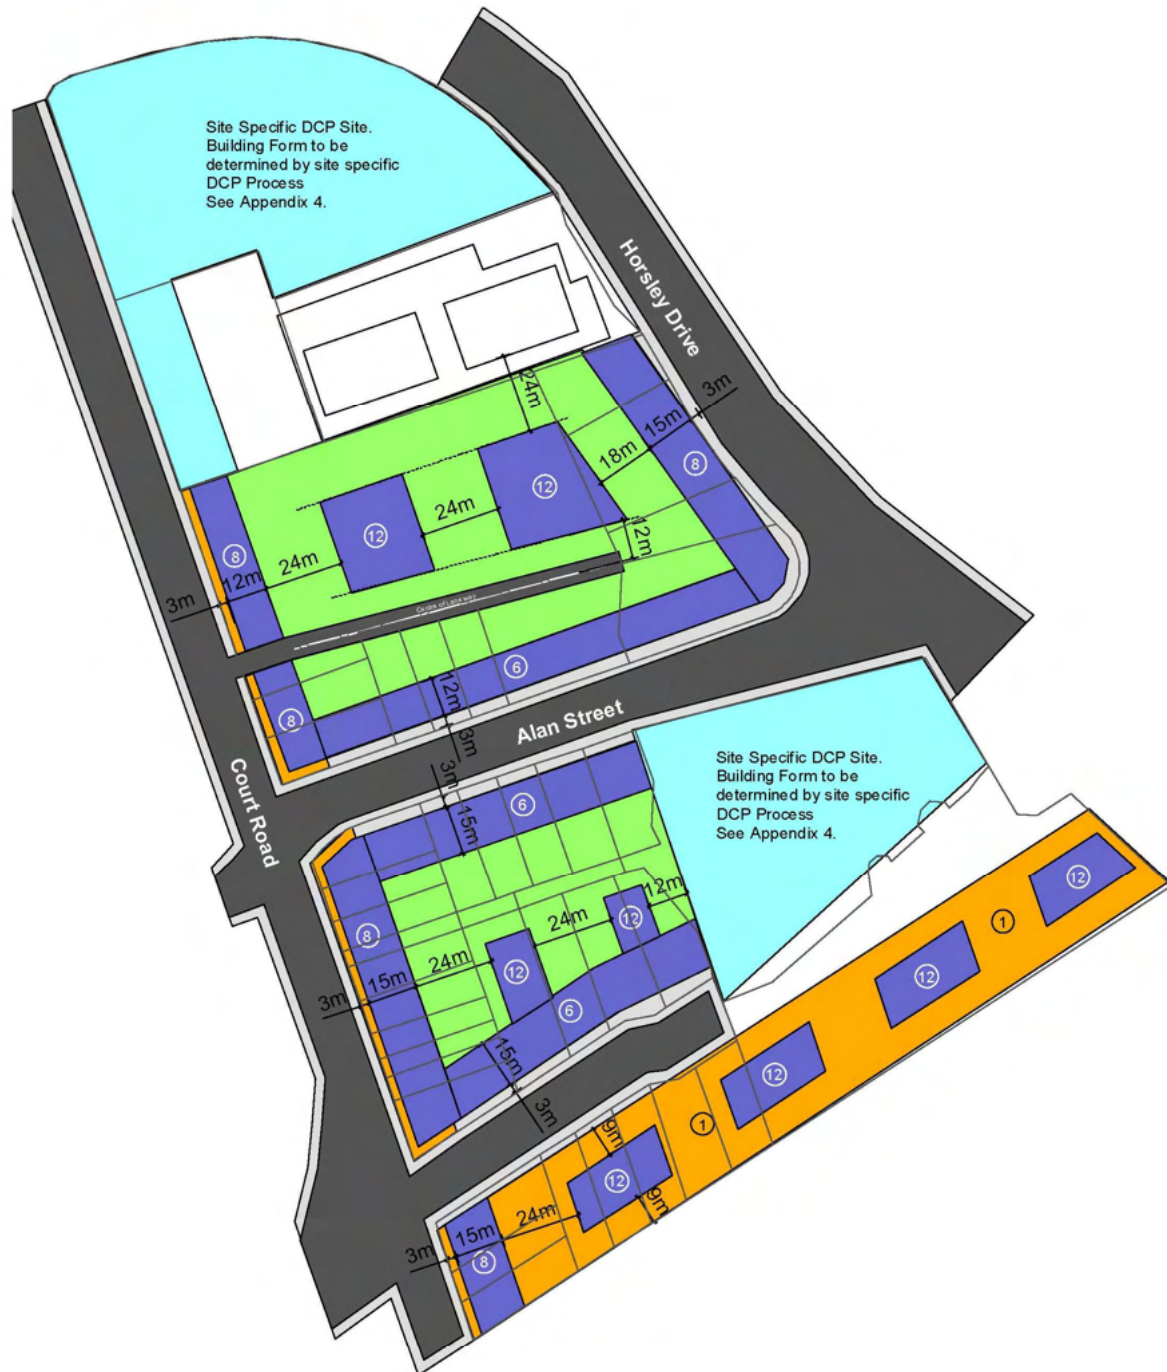 Site Specific DCP Site.
Building Form to be
determined by site specific
DCP Process
See Appendix 4.
Horsley Drive
24m
3m
15m
18m
8
12
24m
12
12m
24m
8
12m
3m
Centre of Lane way
6
12m
3m
8
Alan Street
Court Road
3m
15m
6
Site Specific DCP Site.
Building Form to be
determined by site specific
DCP Process
See Appendix 4.
12
12m
12
24m
1
8
24m
12
12
15m
3m
6
15m
3m
12
1
9m
12
9m
24m
15m
3m
8